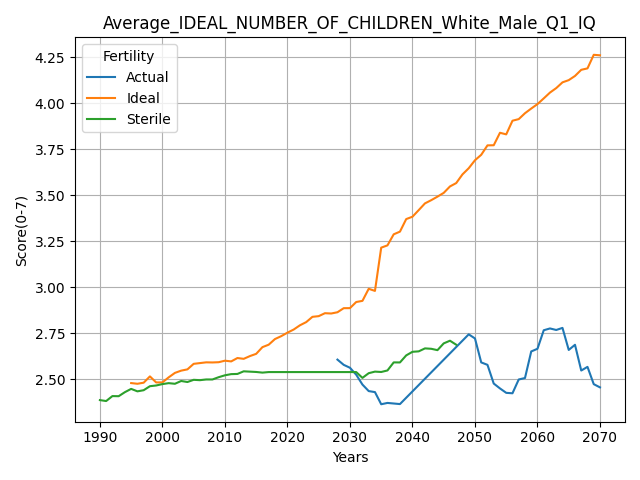 Average_IDEAL_NUMBER_OF_CHILDREN_White_Male_Q1_IQ
Fertility
Actual
Ideal
Sterile
Score(0-7)
4.25
4.00
3.75
3.50
3.25
3.00
2.75
2.50
1990 2000 2010 2020 2030 2040 2050 2060 2070
Years